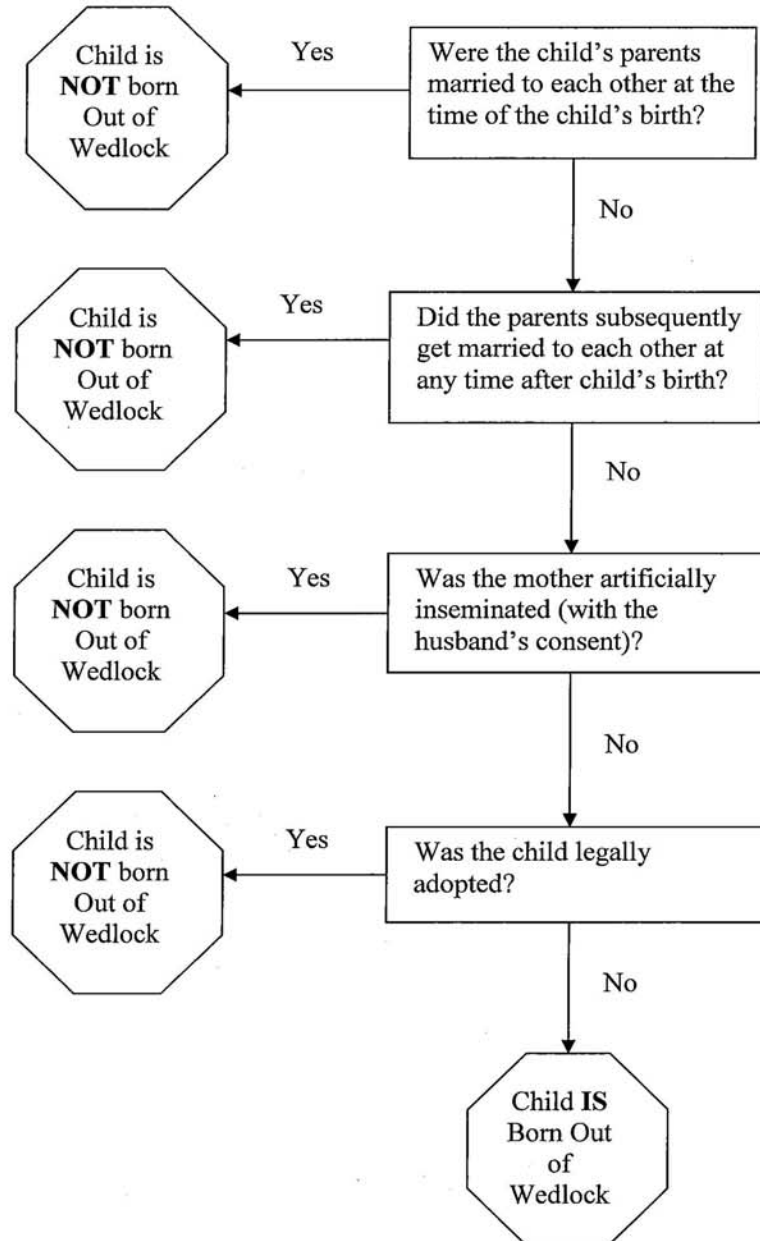 Child is
NOT born
Out of
Wedlock
Yes
Were the child's parents
married to each other at the
time of the child's birth?
No
Child is
NOT born
Out of
Wedlock
Yes
Did the parents subsequently
get married to each other at
any time after child's birth?
No
Child is
NOT born
Out of
Wedlock
Yes
Was the mother artificially
inseminated (with the
husband's consent)?
No
Child is
NOT born
Out of
Wedlock
Yes
Was the child legally
adopted?
No
Child IS
Born Out
of
Wedlock